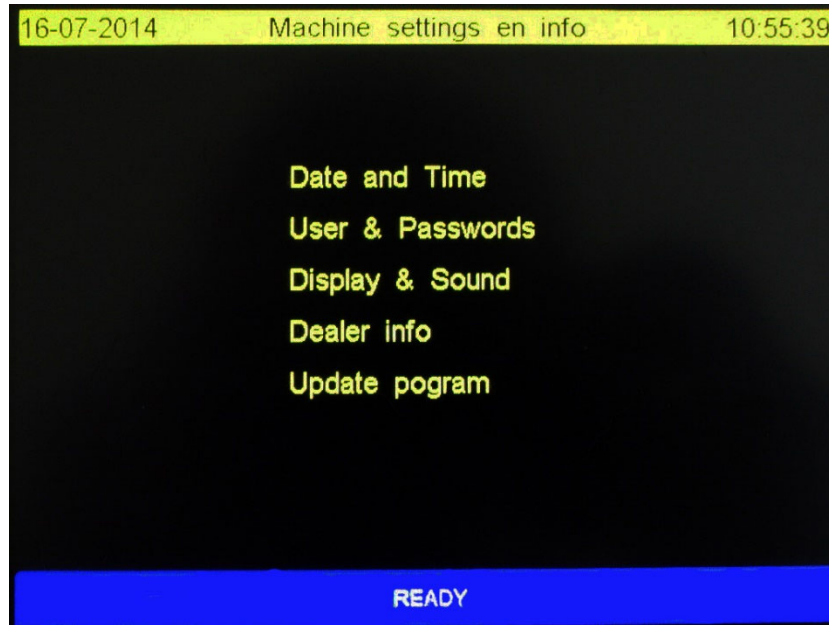 16-07-2014 Machine settings en info 10:55:39
Date and Time
User & Passwords
Display & Sound
Dealer info
Update pogram
READY